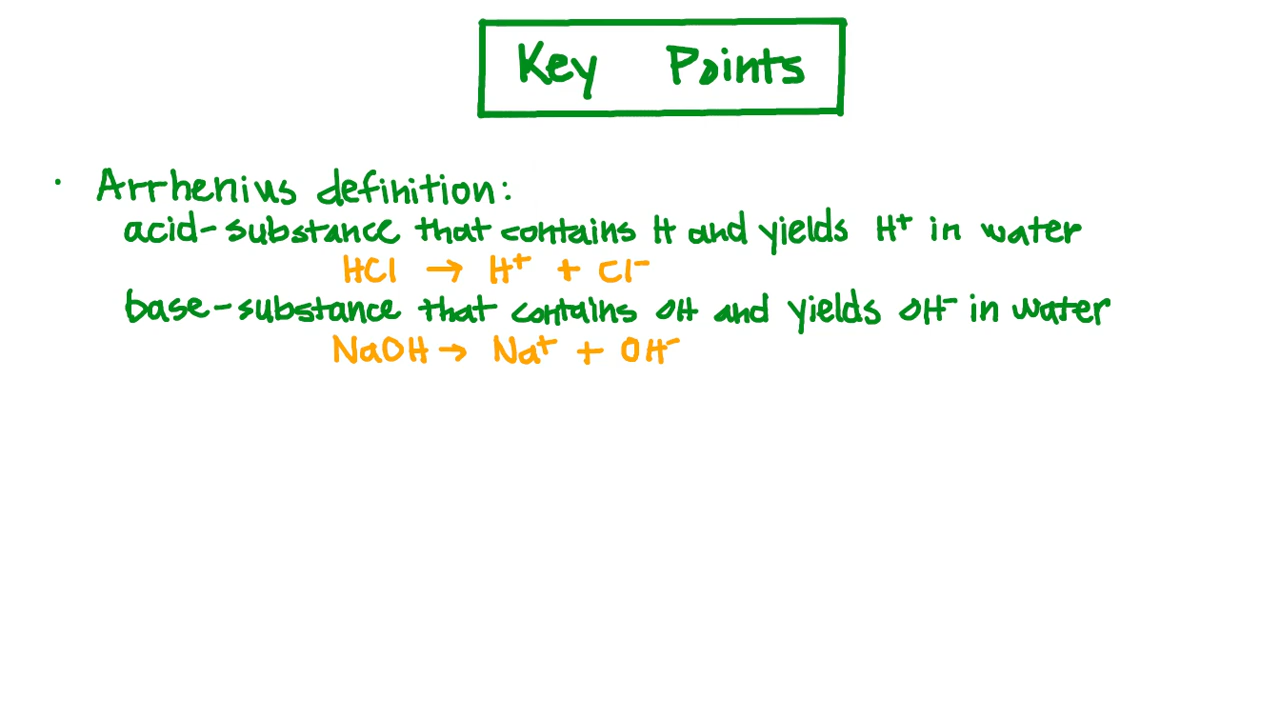 Key Points
• Arrhenius definition:
acid-substance that contains H and yields H⁺ in water
HCl → H⁺ + Cl⁻
base-substance that contains OH and yields OH⁻ in water
NaOH → Na⁺ + OH⁻